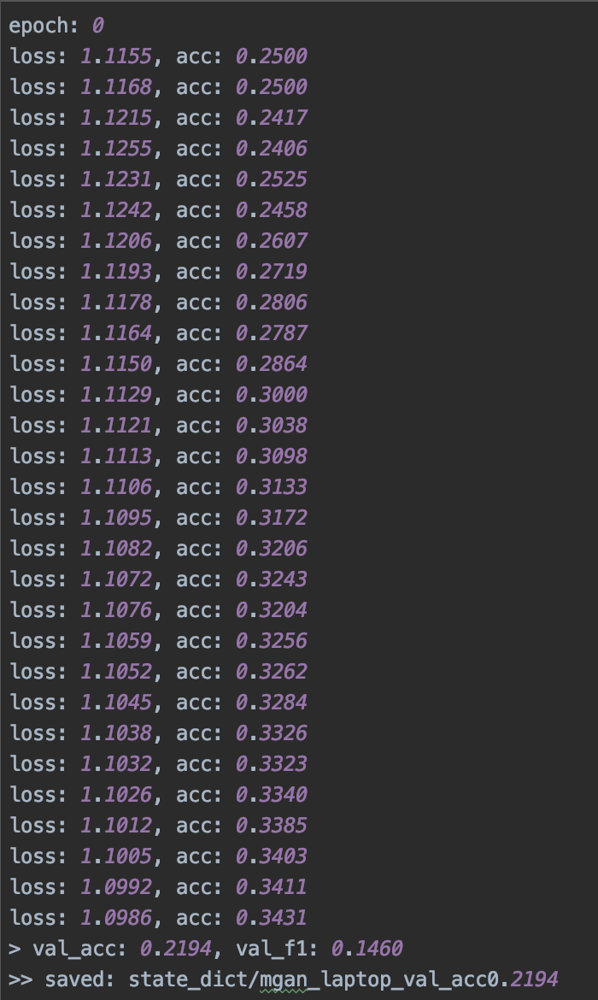 epoch: 0
loss: 1.1155, acc: 0.2500
loss: 1.1168, acc: 0.2500
loss: 1.1215, acc: 0.2417
loss: 1.1255, acc: 0.2406
loss: 1.1231, acc: 0.2525
loss: 1.1242, acc: 0.2458
loss: 1.1206, acc: 0.2607
loss: 1.1193, acc: 0.2719
loss: 1.1178, acc: 0.2806
loss: 1.1164, acc: 0.2787
loss: 1.1150, acc: 0.2864
loss: 1.1129, acc: 0.3000
loss: 1.1121, acc: 0.3038
loss: 1.1113, acc: 0.3098
loss: 1.1106, acc: 0.3133
loss: 1.1095, acc: 0.3172
loss: 1.1082, acc: 0.3206
loss: 1.1072, acc: 0.3243
loss: 1.1076, acc: 0.3204
loss: 1.1059, acc: 0.3256
loss: 1.1052, acc: 0.3262
loss: 1.1045, acc: 0.3284
loss: 1.1038, acc: 0.3326
loss: 1.1032, acc: 0.3323
loss: 1.1026, acc: 0.3340
loss: 1.1012, acc: 0.3385
loss: 1.1005, acc: 0.3403
loss: 1.0992, acc: 0.3411
loss: 1.0986, acc: 0.3431
> val_acc: 0.2194, val_f1: 0.1460
>> saved: state_dict/mgan_laptop_val_acc0.2194